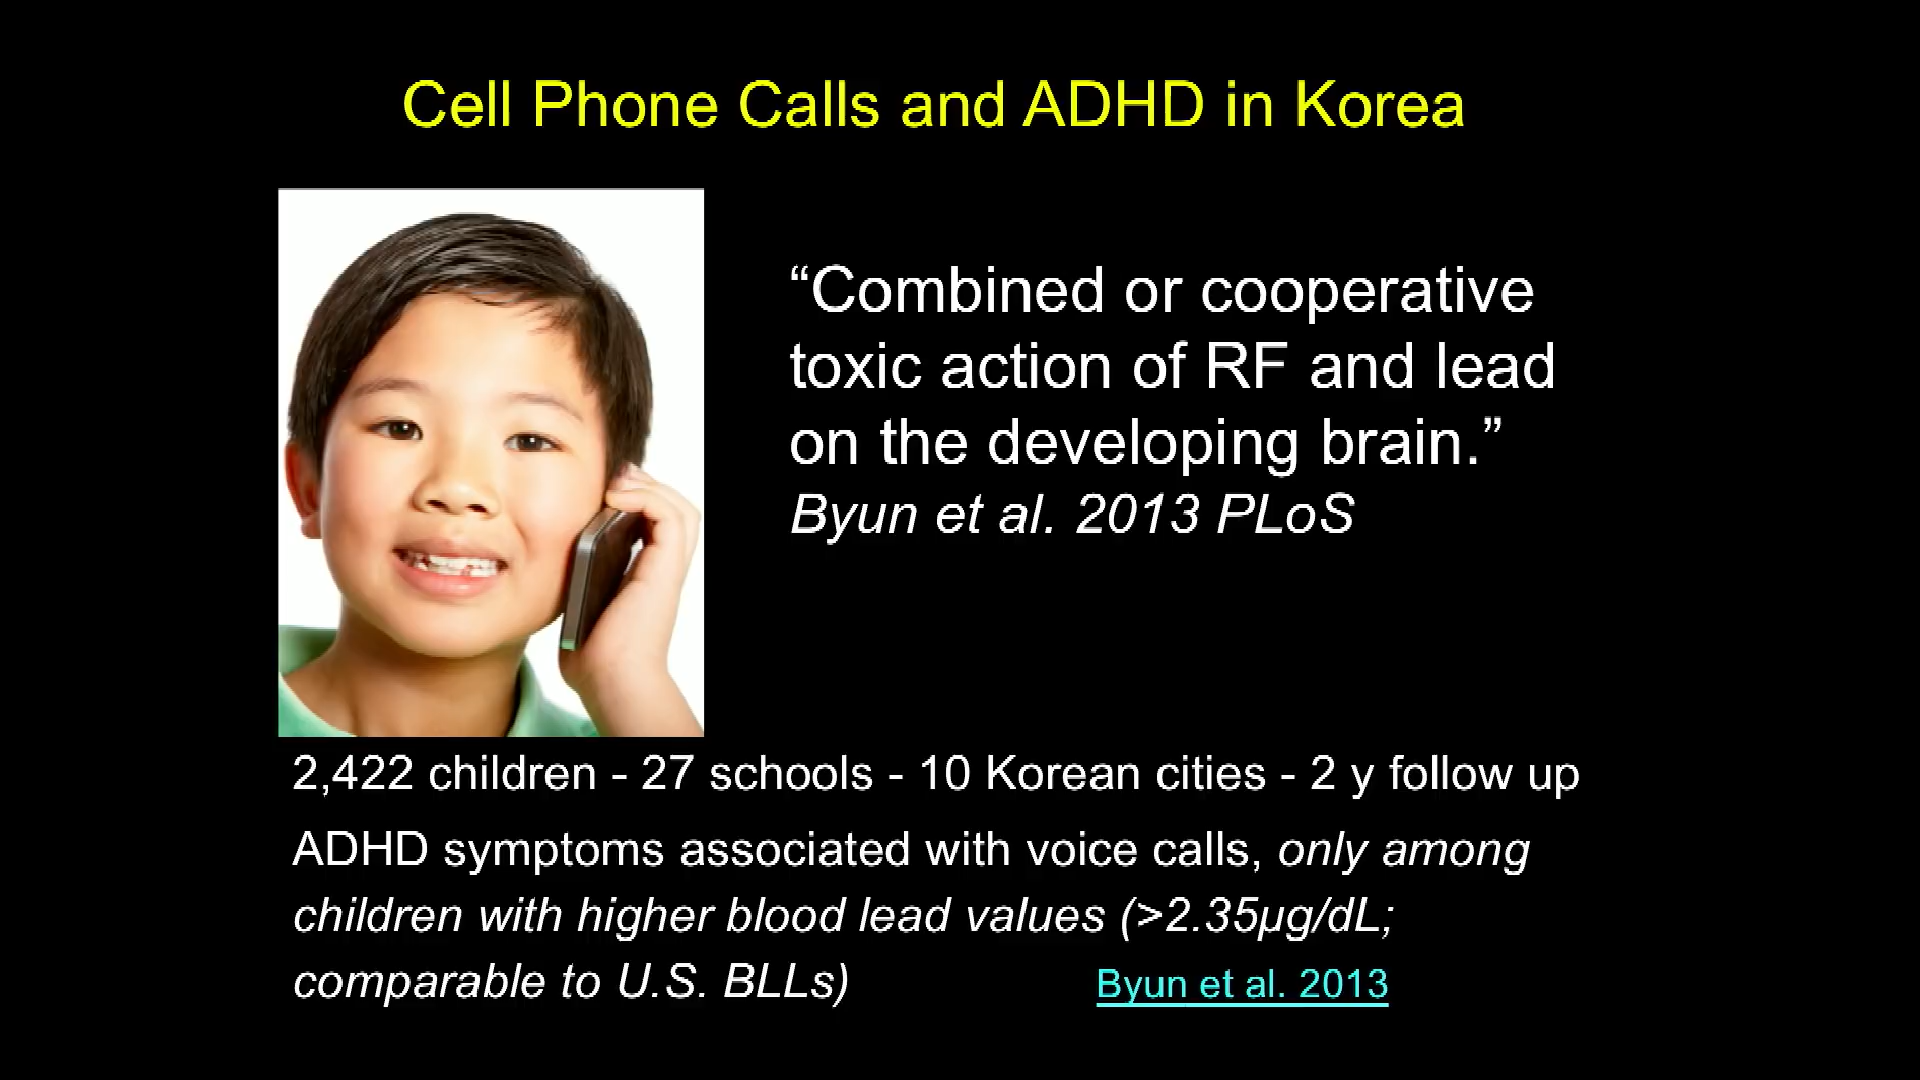 Cell Phone Calls and ADHD in Korea
“Combined or cooperative
toxic action of RF and lead
on the developing brain.”
Byun et al. 2013 PLoS
2,422 children - 27 schools - 10 Korean cities - 2 y follow up
ADHD symptoms associated with voice calls, only among
children with higher blood lead values (>2.35µg/dL;
comparable to U.S. BLLs)
Byun et al. 2013